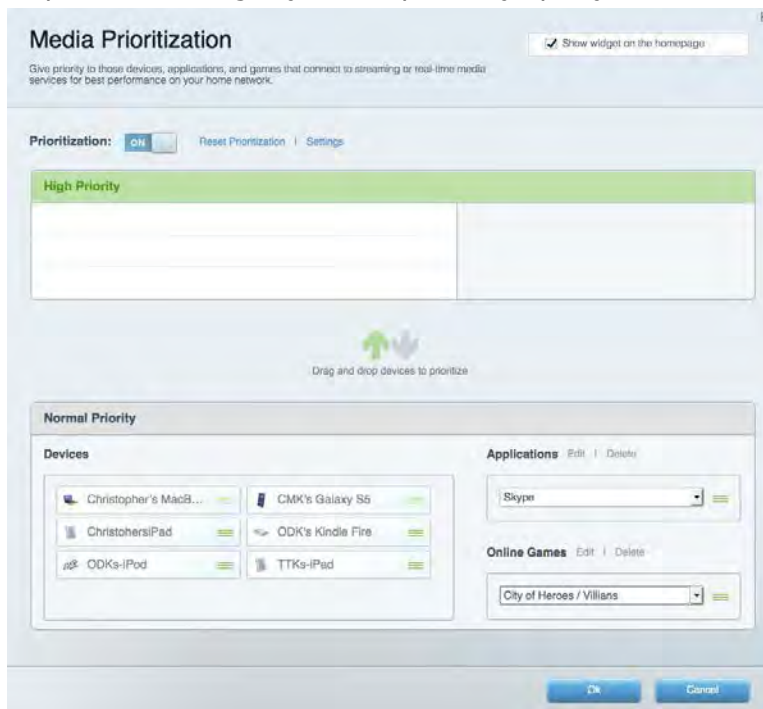 Media Prioritization
Show widget on the homepage
Give priority to those devices, applications, and games that connect to streaming or real-time media
services for best performance on your home network.
Prioritization: ON Reset Prioritization | Settings
High Priority
Drag and drop devices to prioritize
Normal Priority
Devices
Christopher's MacB...
CMK's Galaxy S5
ChristohersiPad
ODK's Kindle Fire
ODKs-iPod
TTKs-iPad
Applications Edit | Delete
Skype
Online Games Edit | Delete
City of Heroes / Villians
Ok Cancel